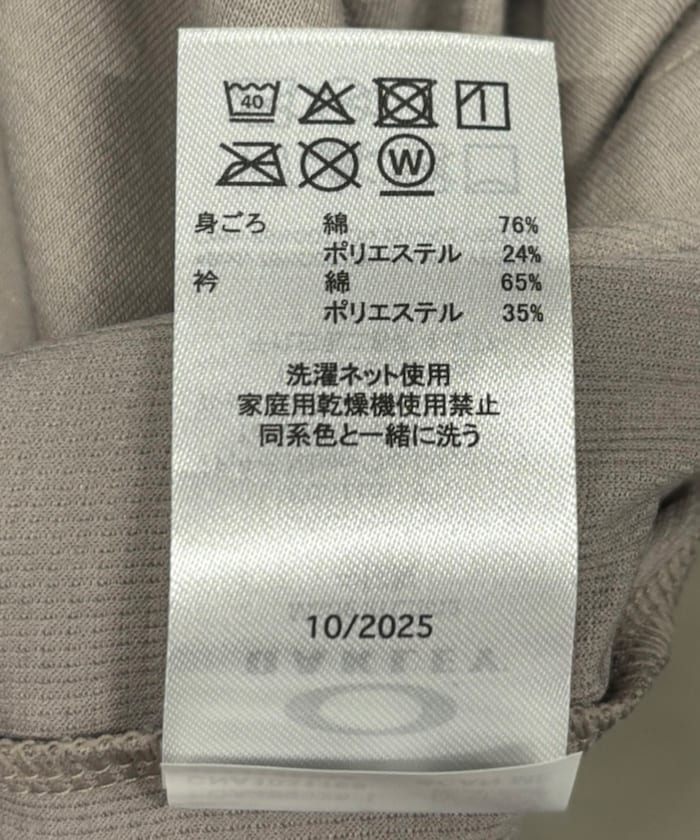 40
W
身ごろ 綿 76%
ポリエステル 24%
衿 綿 65%
ポリエステル 35%
洗濯ネット使用
家庭用乾燥機使用禁止
同系色と一緒に洗う
10/2025
OAKLEY